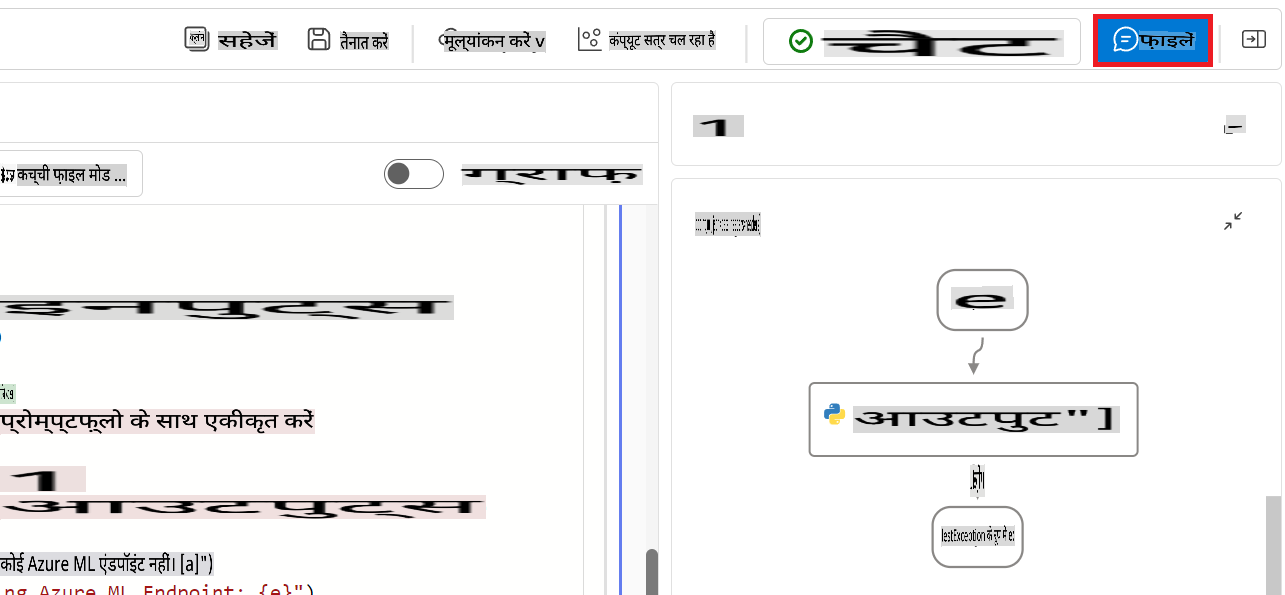 क्लोन सहेजें तैनात करें मूल्यांकन करें v कंप्यूट सत्र चल रहा है चैट फ़ाइलें
1
कच्ची फ़ाइल मोड ... ग्राफ़
इनपुट्स
e
प्रोम्प्टफ्लो के साथ एकीकृत करें
आउटपुट"]
1
आउटपुट्स
कोई Azure ML एंडपॉइंट नहीं। [a]")
ng Azure ML Endpoint: {e}")